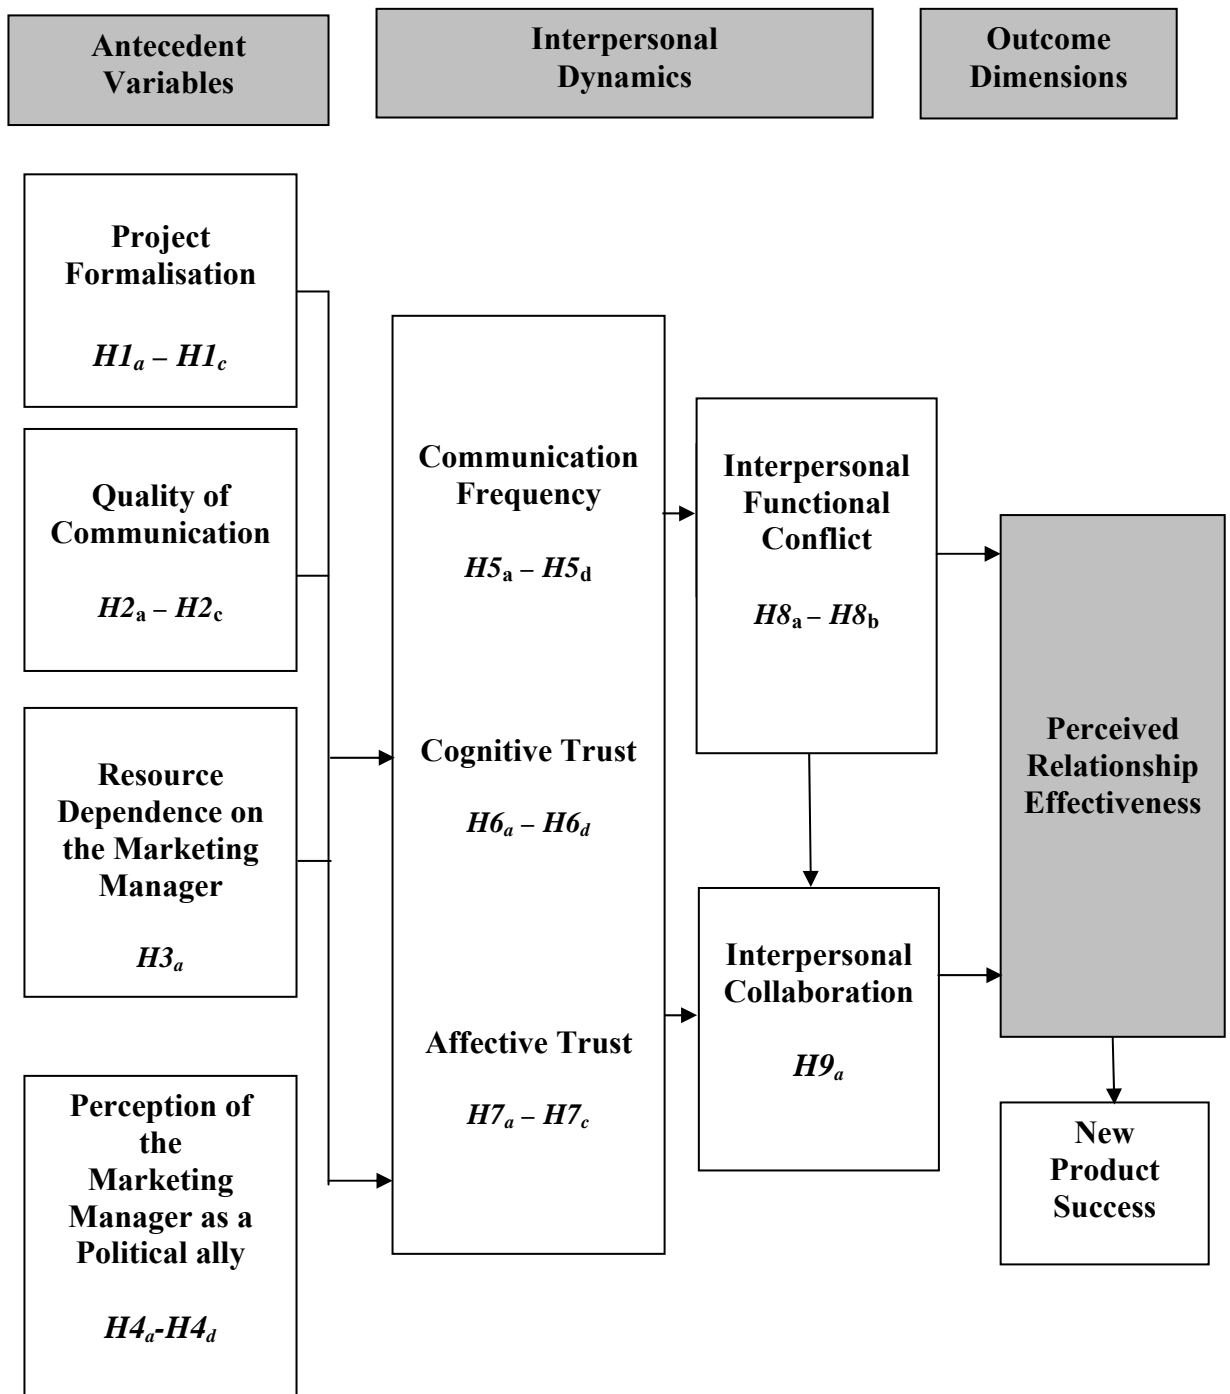 Antecedent
Variables
Interpersonal
Dynamics
Outcome
Dimensions
Project
Formalisation
H1a – H1c
Quality of
Communication
H2a – H2c
Resource
Dependence on
the Marketing
Manager
H3a
Perception of
the
Marketing
Manager as a
Political ally
H4a-H4d
Communication
Frequency
H5a – H5d
Cognitive Trust
H6a – H6d
Affective Trust
H7a – H7c
Interpersonal
Functional
Conflict
H8a – H8b
Interpersonal
Collaboration
H9a
Perceived
Relationship
Effectiveness
New
Product
Success